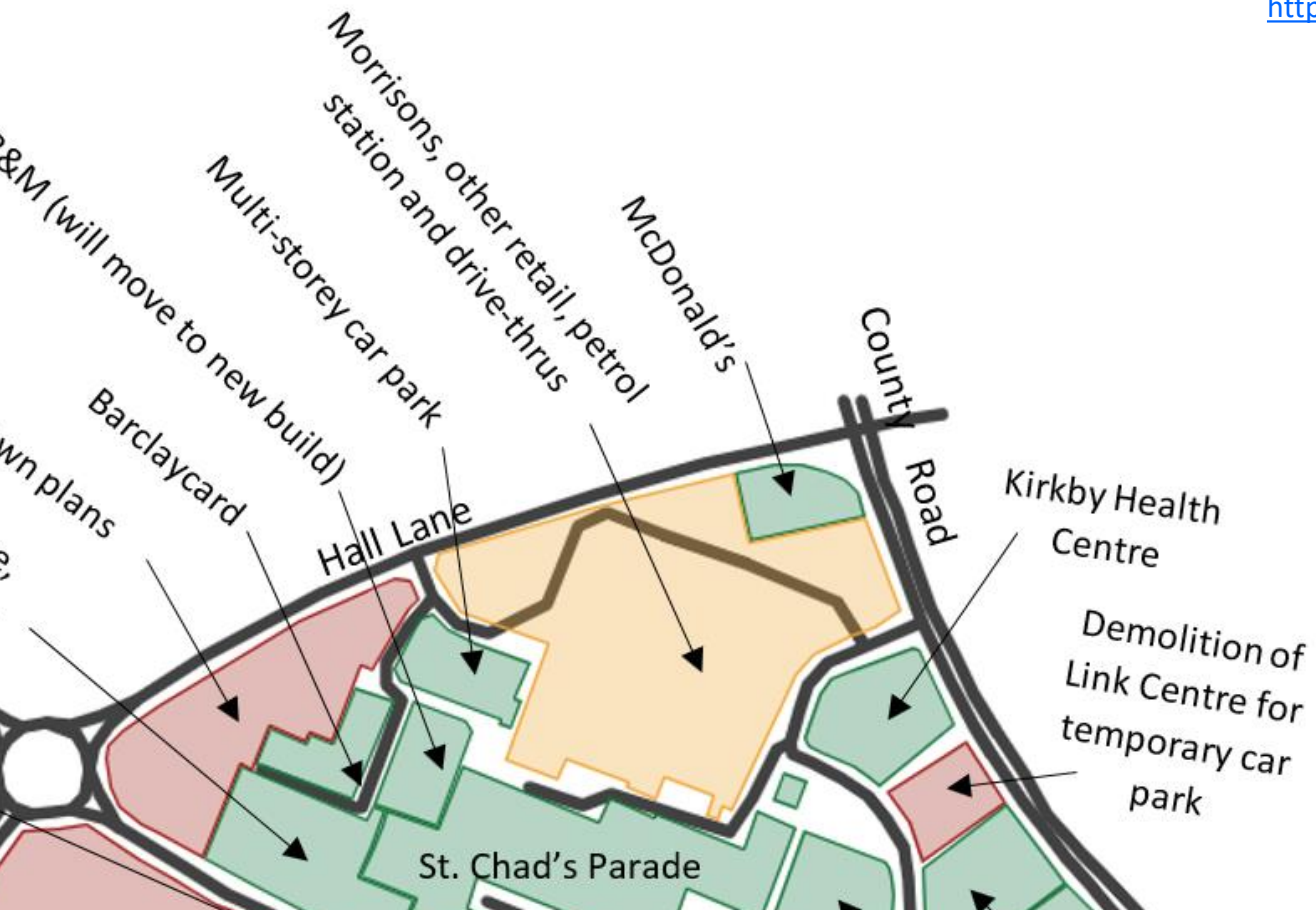 http
Morrisons, other retail, petrol
station and drive-thrus
&M (will move to new build)
Multi-storey car park
McDonald's
County
Road
Barclaycard
plans
Hall Lane
Kirkby Health
Centre
Demolition of
Link Centre for
temporary car
park
St. Chad's Parade